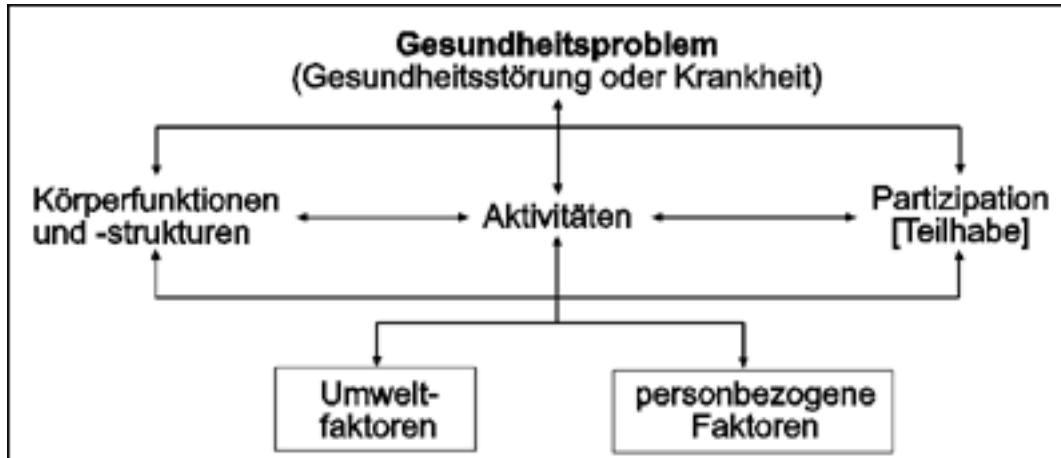 Gesundheitsproblem
(Gesundheitsstörung oder Krankheit)
Körperfunktionen
und -strukturen
Aktivitäten
Partizipation
[Teilhabe]
Umwelt-
faktoren
personbezogene
Faktoren